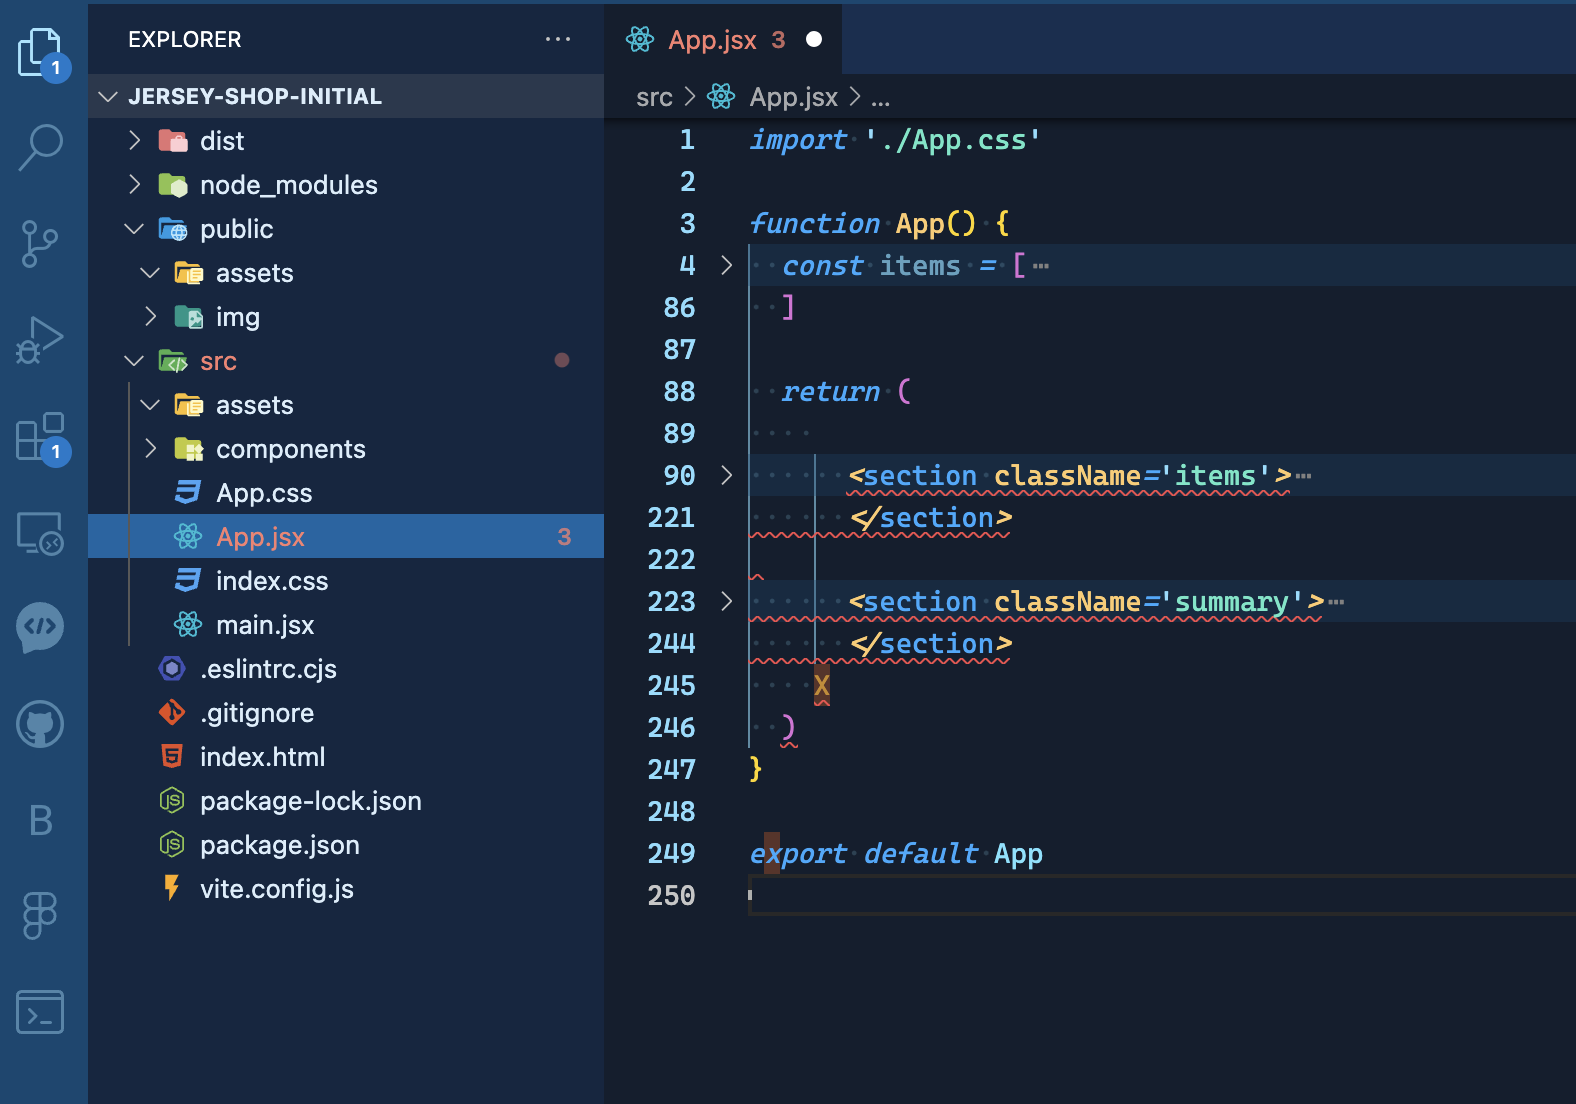 EXPLORER ...
JERSEY-SHOP-INITIAL
dist
node_modules
public
assets
img
src
assets
components
App.css
App.jsx 3
index.css
main.jsx
.eslintrc.cjs
.gitignore
index.html
package-lock.json
package.json
vite.config.js
1
1
B
App.jsx 3
src > App.jsx > ...
1 import './App.css'
2
3 function App() {
4 const items = [ ...
86 ]
87
88 return (
89
90 <section className='items'> ...
221 </section>
222
223 <section className='summary'> ...
244 </section>
245 X
246 )
247 }
248
249 export default App
250